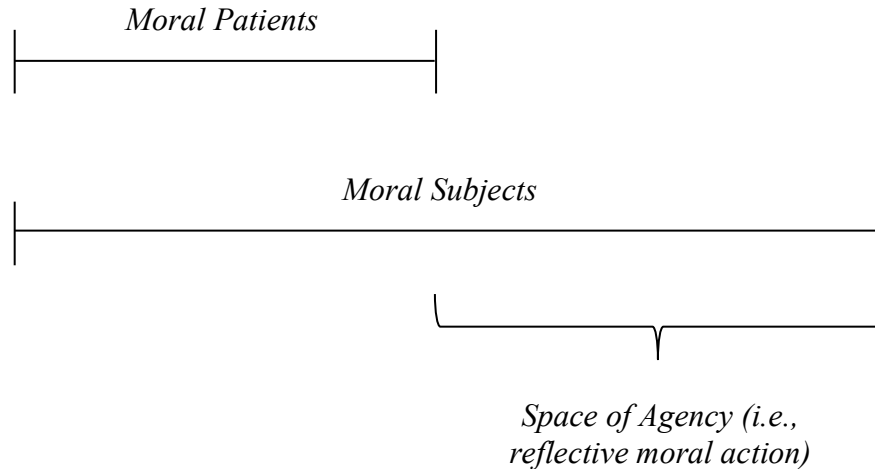 Moral Patients
Moral Subjects
Space of Agency (i.e.,
reflective moral action)